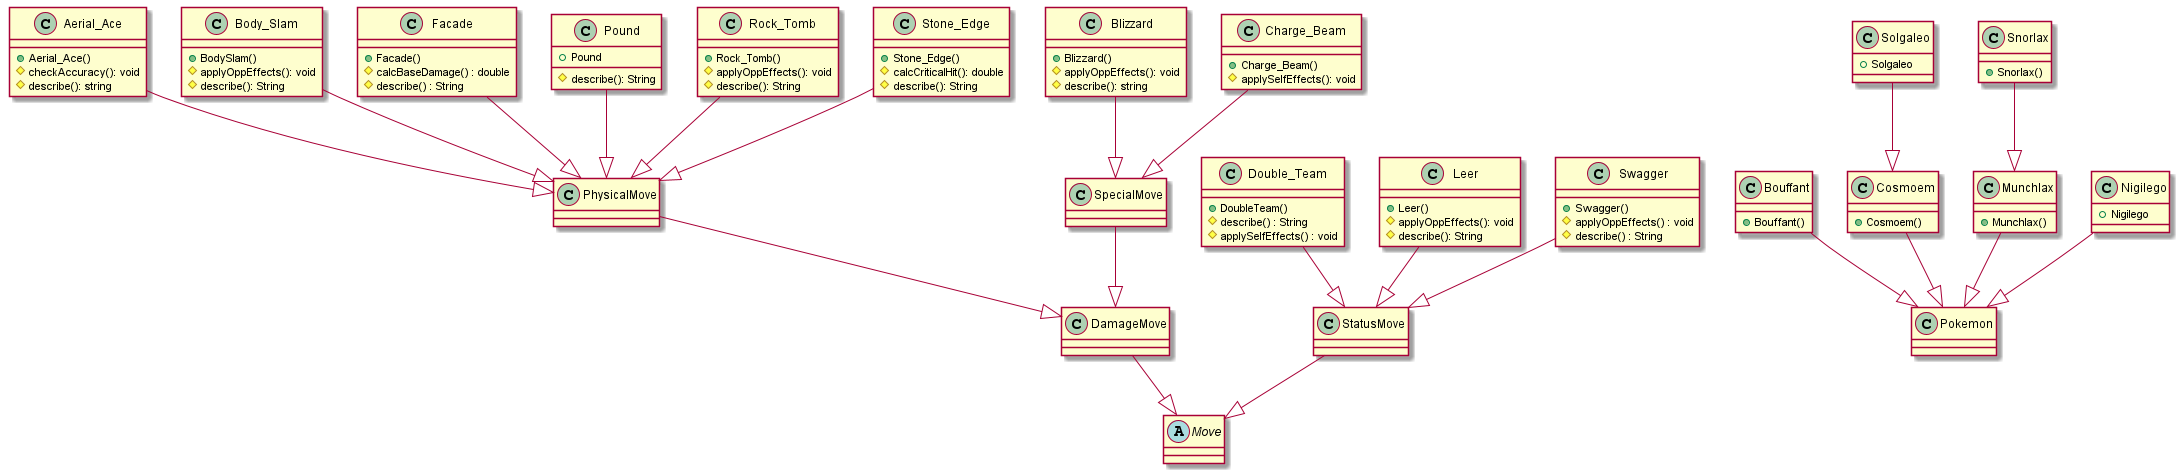 C Aerial_Ace
Aerial_Ace()
checkAccuracy(): void
describe(): string
C Body_Slam
BodySlam()
applyOppEffects(): void
describe(): String
C Facade
Facade()
calcBaseDamage() : double
describe() : String
C Pound
Pound
describe(): String
C Rock_Tomb
Rock_Tomb()
applyOppEffects(): void
describe(): String
C Stone_Edge
Stone_Edge()
calcCriticalHit(): double
describe(): String
C Blizzard
Blizzard()
applyOppEffects(): void
describe(): string
C Charge_Beam
Charge_Beam()
applySelfEffects(): void
C Solgaleo
Solgaleo
C Snorlax
Snorlax()
C PhysicalMove
C SpecialMove
C Double_Team
DoubleTeam()
describe() : String
applySelfEffects() : void
C Leer
Leer()
applyOppEffects(): void
describe(): String
C Swagger
Swagger()
applyOppEffects() : void
describe() : String
C Bouffant
Bouffant()
C Cosmoem
Cosmoem()
C Munchlax
Munchlax()
C Nigilego
Nigilego
C DamageMove
C StatusMove
C Pokemon
A Move